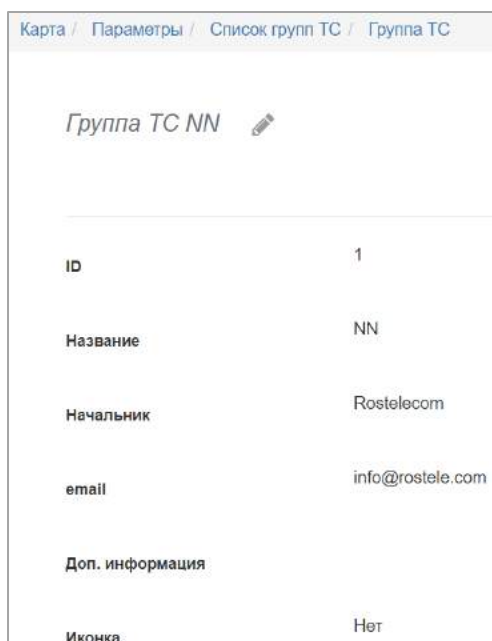 Карта / Параметры / Список групп ТС / Группа ТС
Группа ТС NN
ID 1
Название NN
Начальник Rostelecom
email info@rostele.com
Доп. информация
Иконка Нет